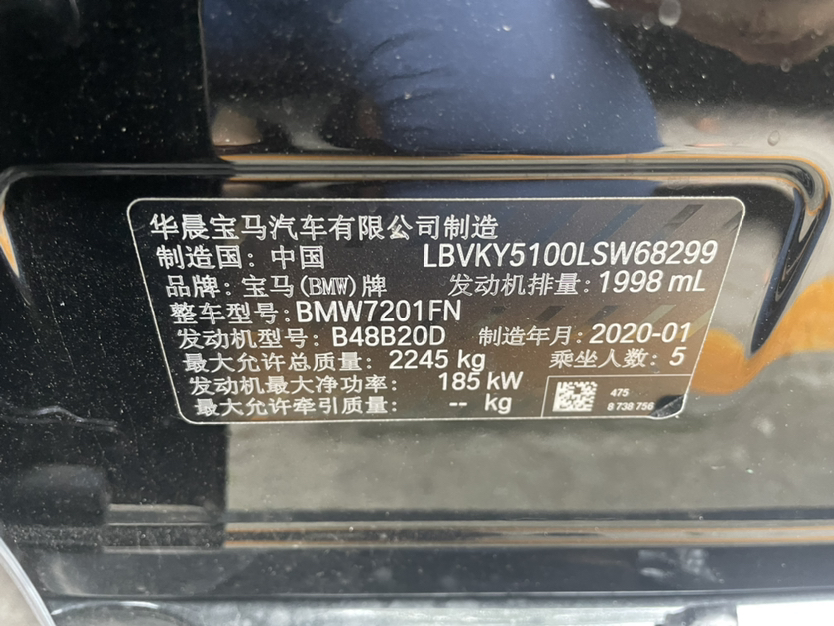 华晨宝马汽车有限公司制造
制造国：中国 LBVKY5100LSW68299
品牌：宝马(BMW)牌 发动机排量：1998 mL
整车型号：BMW7201FN
发动机型号：B48B20D 制造年月：2020-01
最大允许总质量：2245 kg 乘坐人数：5
发动机最大净功率： 185 kW
最大允许牵引质量： -- kg
475
8 738 756